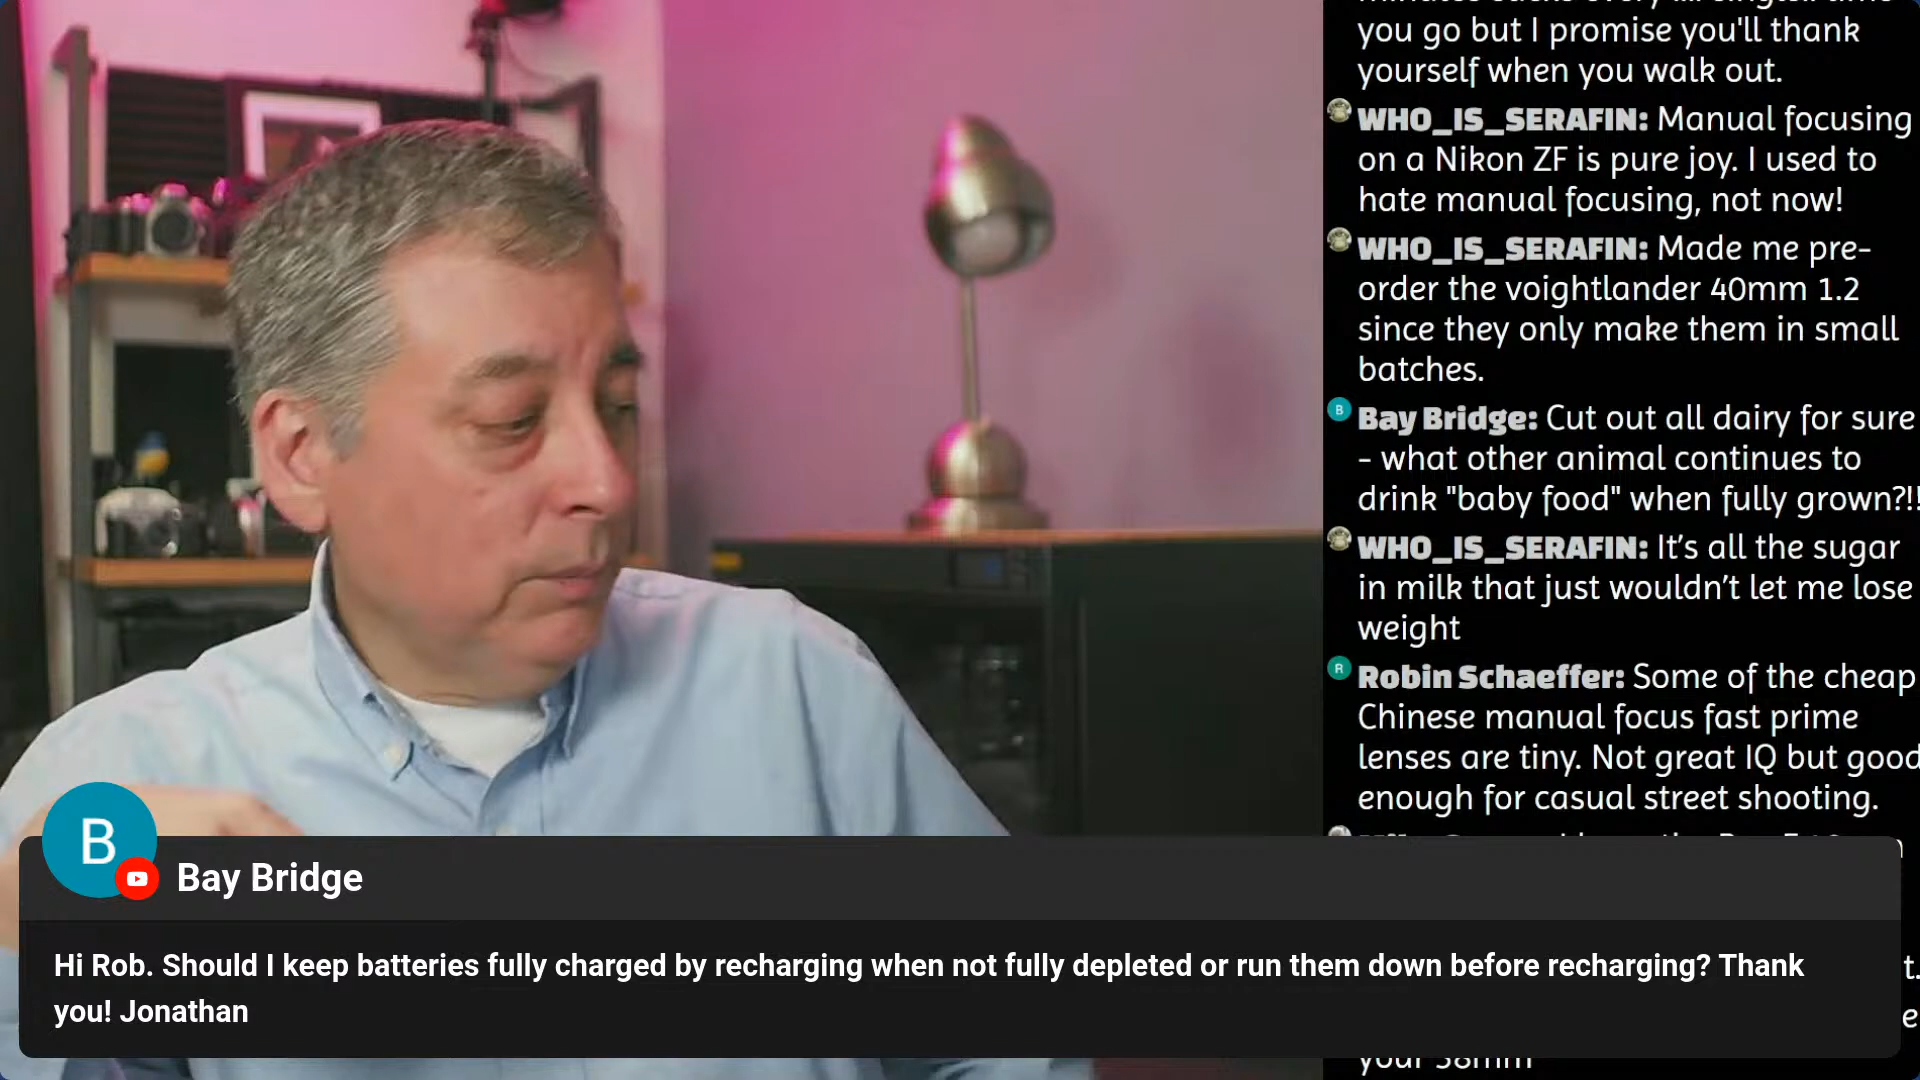 you go but I promise you'll thank
yourself when you walk out.
WHO_IS_SERAFIN: Manual focusing
on a Nikon ZF is pure joy. I used to
hate manual focusing, not now!
WHO_IS_SERAFIN: Made me pre-
order the voightlander 40mm 1.2
since they only make them in small
batches.
B Bay Bridge: Cut out all dairy for sure
- what other animal continues to
drink "baby food" when fully grown?!!
WHO_IS_SERAFIN: It’s all the sugar
in milk that just wouldn’t let me lose
weight
R Robin Schaeffer: Some of the cheap
Chinese manual focus fast prime
lenses are tiny. Not great IQ but good
enough for casual street shooting.
B
Bay Bridge
Hi Rob. Should I keep batteries fully charged by recharging when not fully depleted or run them down before recharging? Thank
you! Jonathan